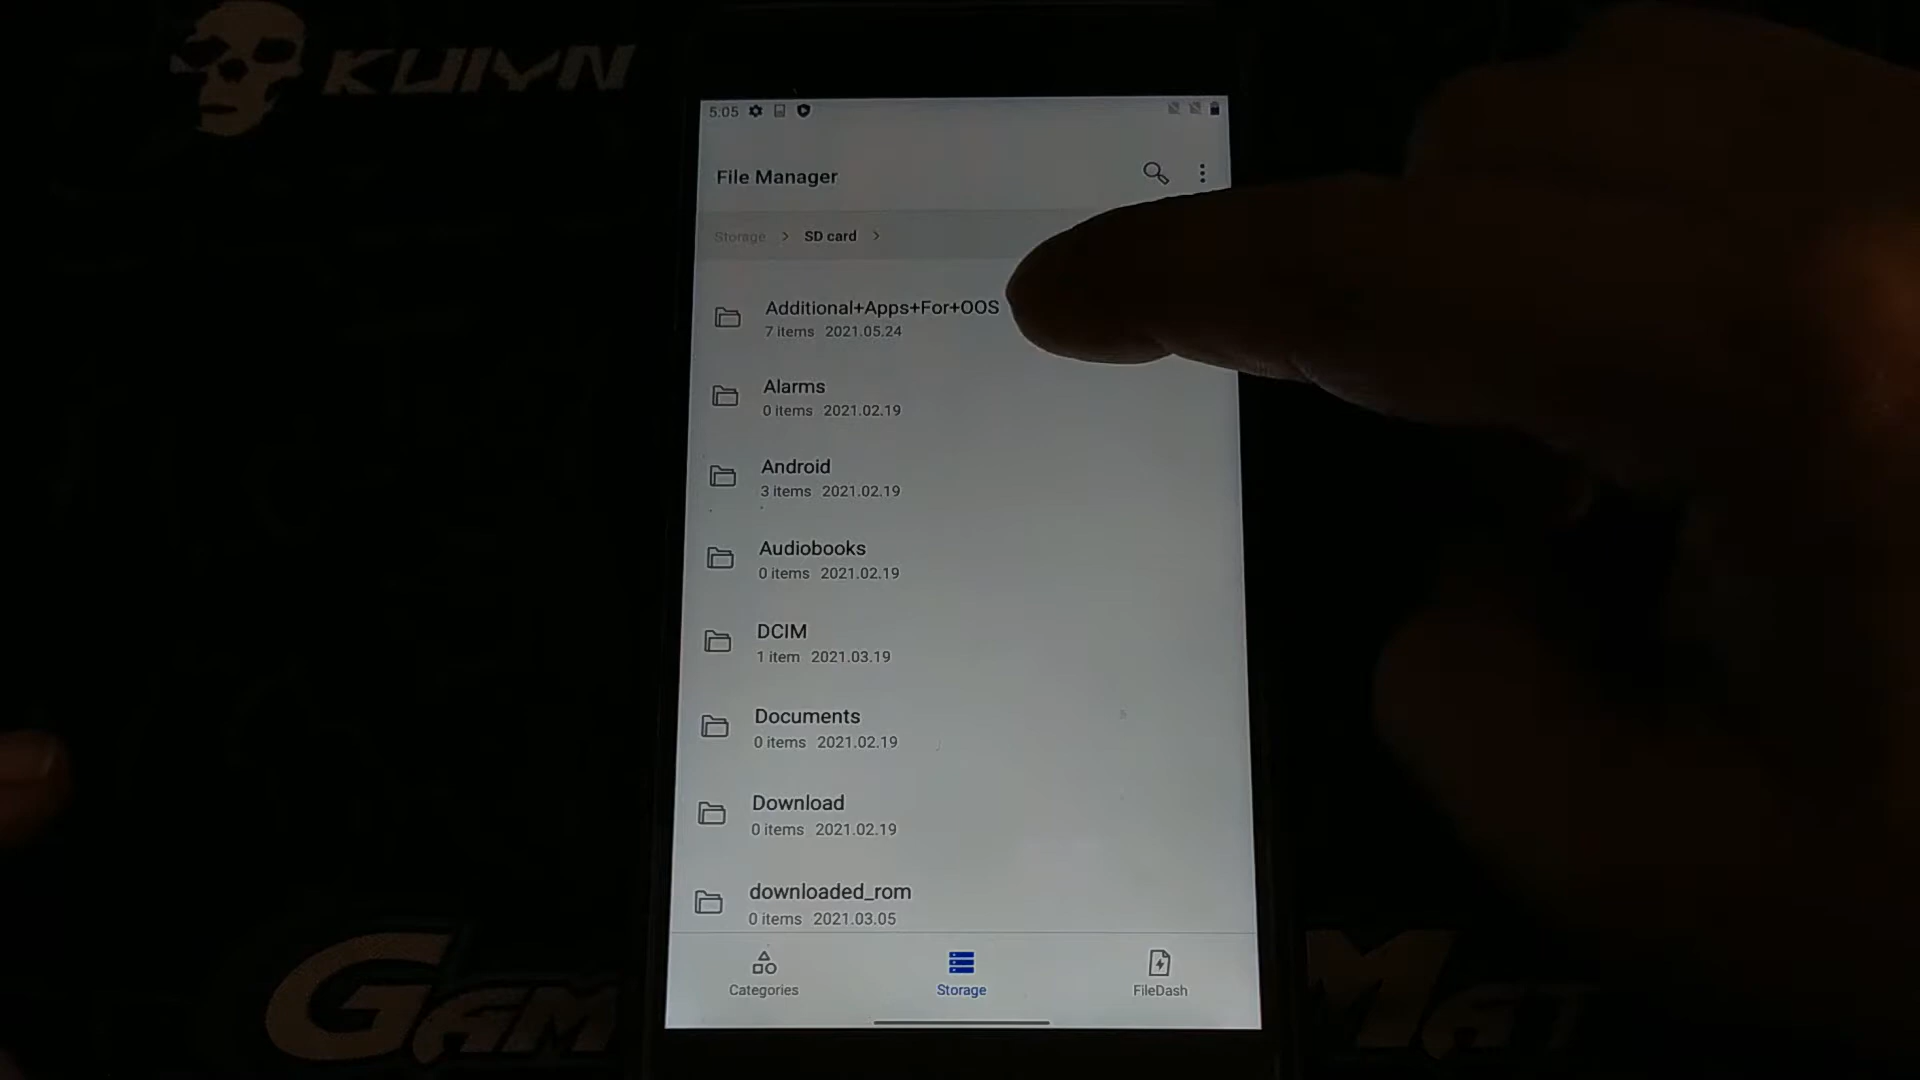 KUIYN
5:05
File Manager
Storage > SD card >
Additional+Apps+For+OOS
7 items 2021.05.24
Alarms
0 items 2021.02.19
Android
3 items 2021.02.19
Audiobooks
0 items 2021.02.19
DCIM
1 item 2021.03.19
Documents
0 items 2021.02.19
Download
0 items 2021.02.19
downloaded_rom
0 items 2021.03.05
Categories
Storage
FileDash
GAM
MAT